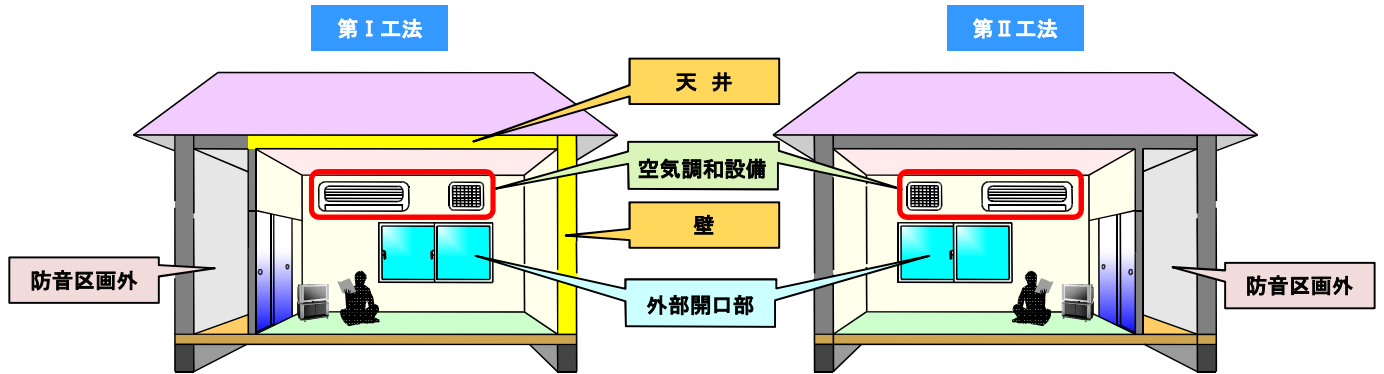 第Ⅰ工法
第Ⅱ工法
天 井
空気調和設備
壁
防音区画外
外部開口部
防音区画外